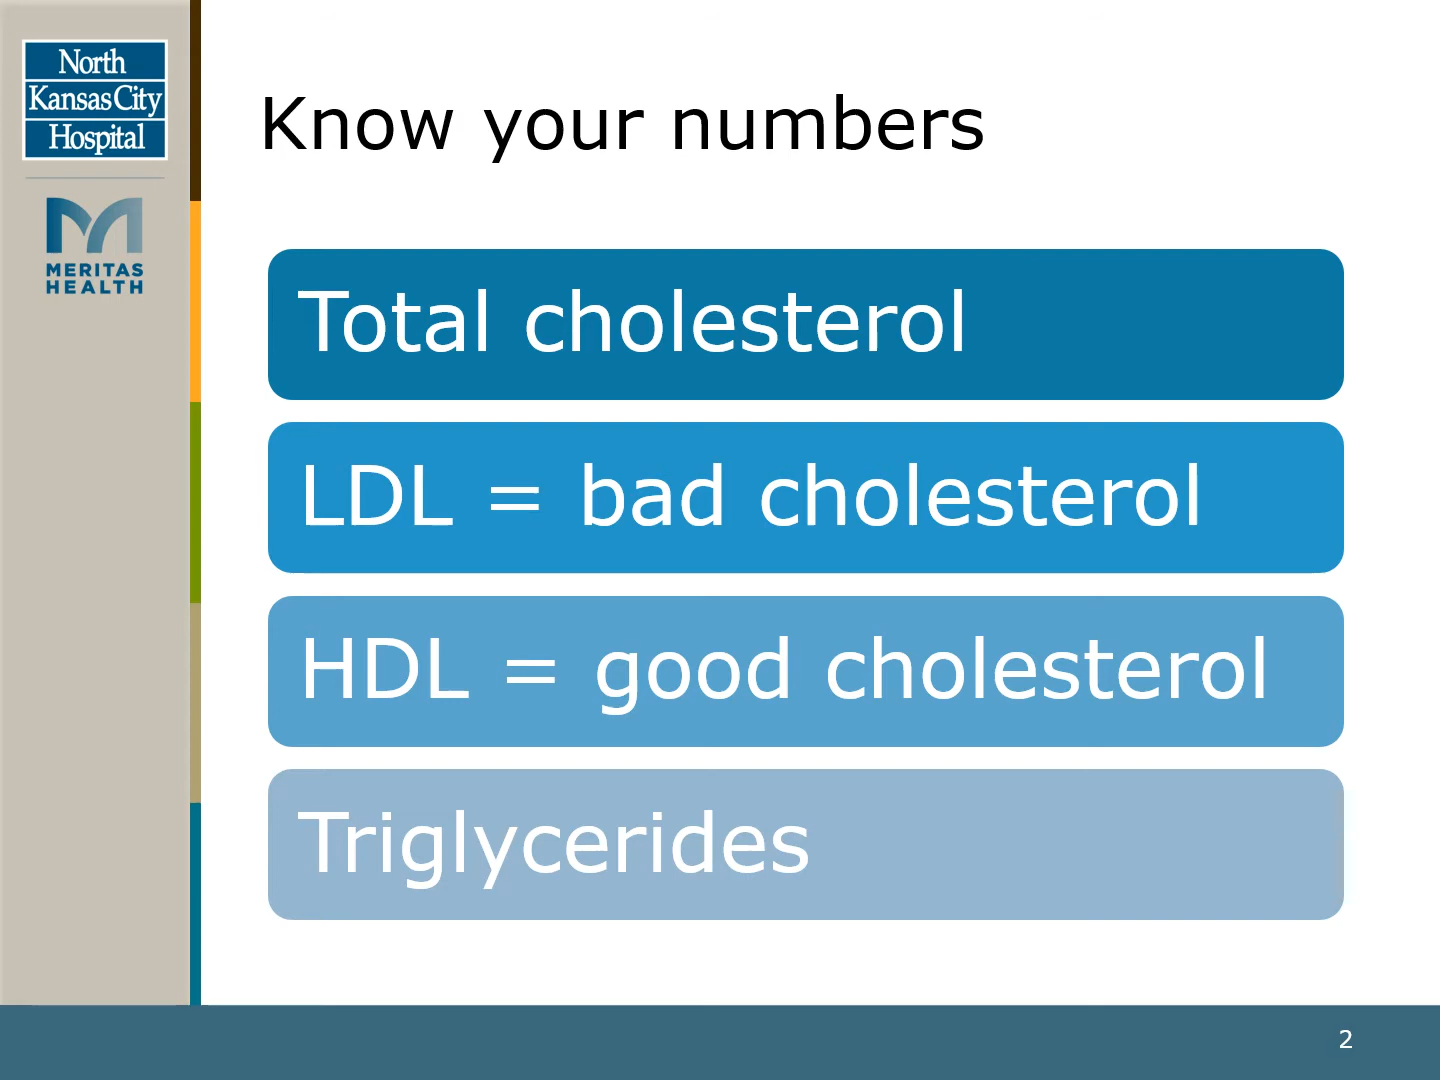 North
Kansas City
Hospital
MERITAS
HEALTH
Know your numbers
Total cholesterol
LDL = bad cholesterol
HDL = good cholesterol
Triglycerides
2